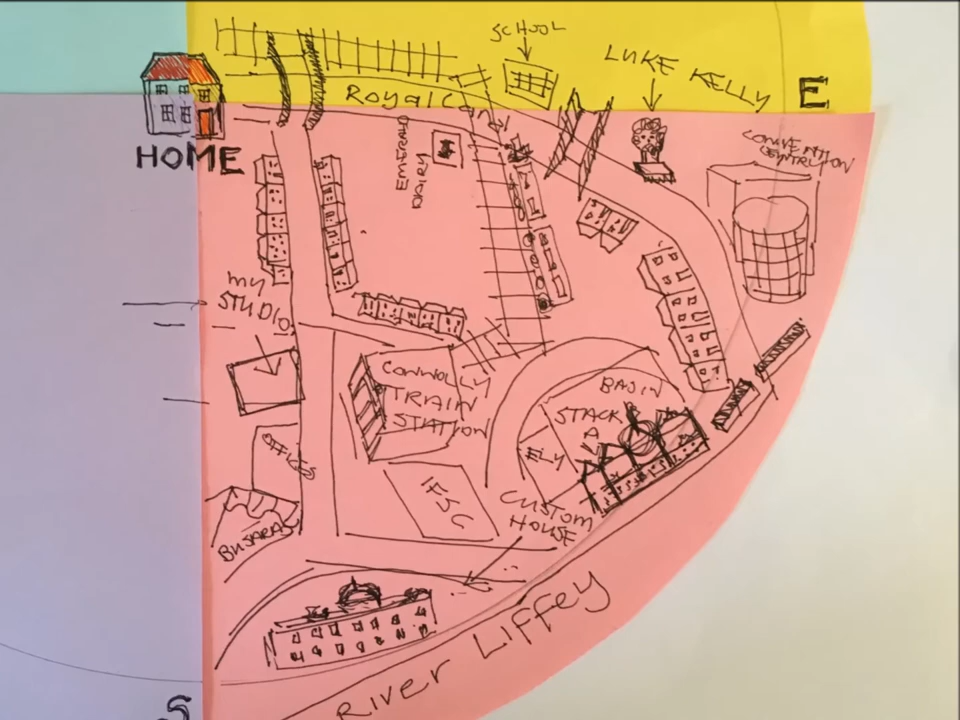 SCHOOL
LUKE KELLY
E
Royal Canal
HOME
EMERALD
DAIRY
CONVENTION
MY
STUDIO
CONNOLLY
TRAIN
STATION
BASIN
STACK
A
OFFICES
IFSC
CUSTOM
HOUSE
BUSARAS
RIVER LIFFEY
S